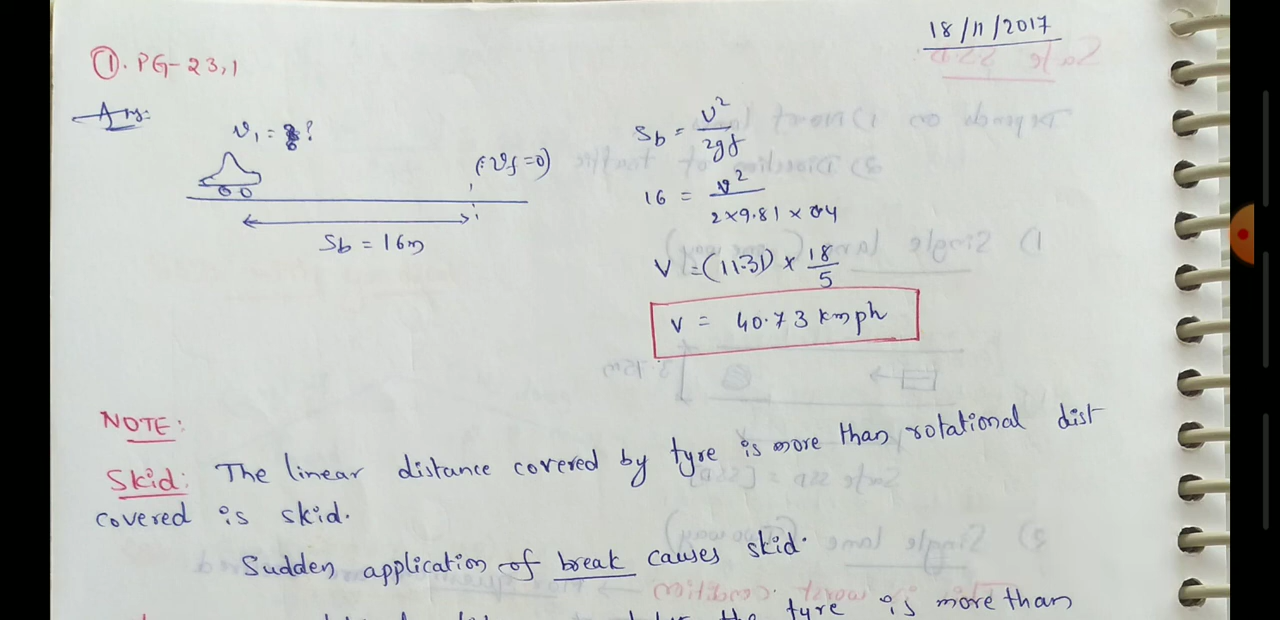 18/11/2017
①. PG-23,1
Ans:
v₁ = ?
(∵ vf = 0)
Sb = 16m
Sb = v²/2gf
16 = v²/2×9.81×0.4
V = (11.31) × 18/5
V = 40.73 kmph
NOTE:
Skid: The linear distance covered by tyre is more than rotational dist
covered is skid.
Sudden application of break causes skid.
the tyre is more than